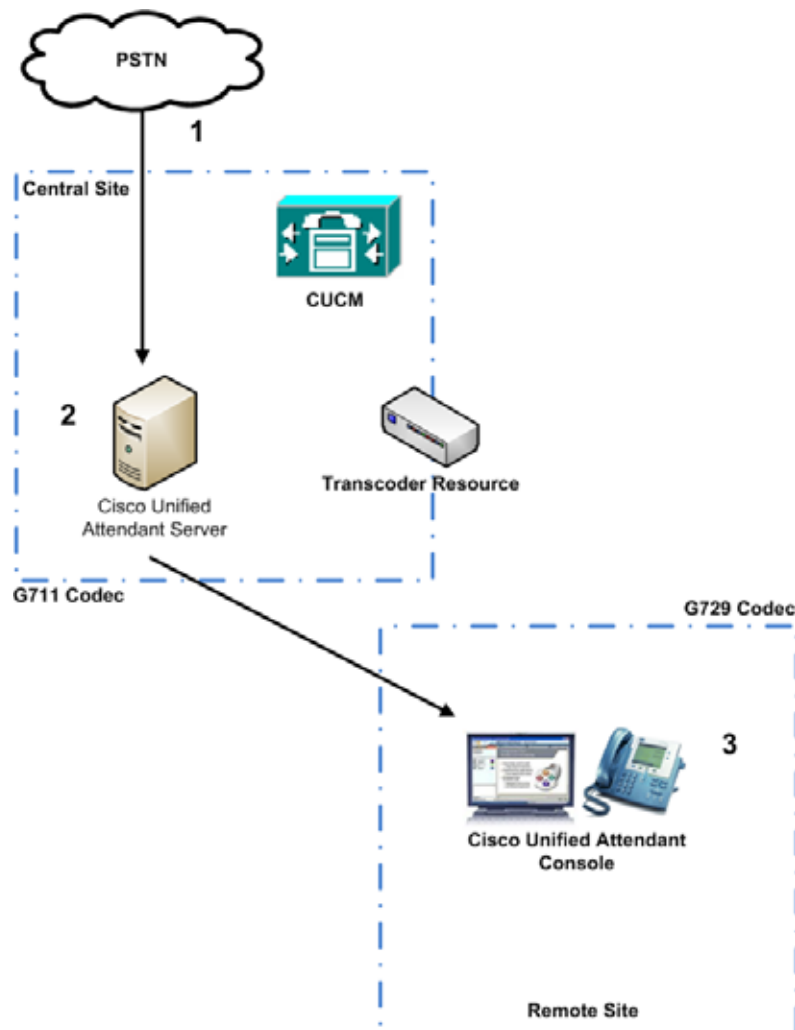 PSTN
1
Central Site
CUCM
2
Transcoder Resource
Cisco Unified
Attendant Server
G711 Codec
G729 Codec
3
Cisco Unified Attendant
Console
Remote Site